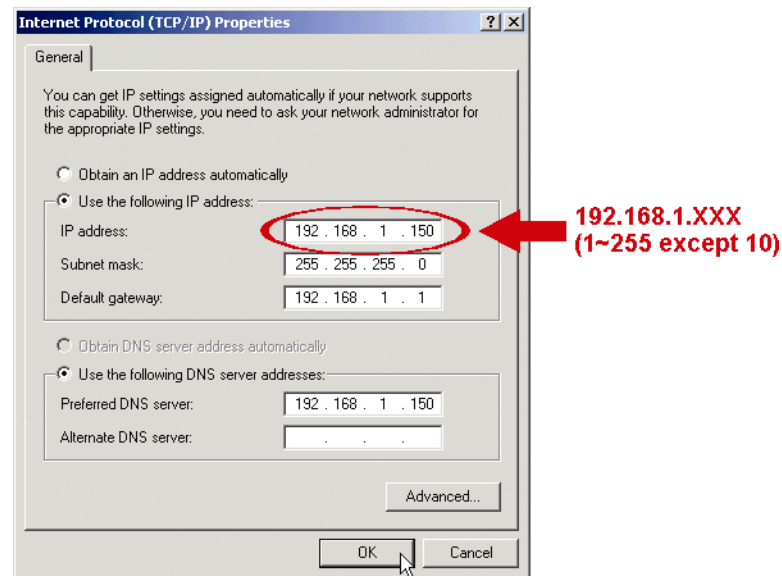 Internet Protocol (TCP/IP) Properties
General
You can get IP settings assigned automatically if your network supports
this capability. Otherwise, you need to ask your network administrator for
the appropriate IP settings.
Obtain an IP address automatically
Use the following IP address:
IP address: 192 . 168 . 1 . 150
192.168.1.XXX
(1~255 except 10)
Subnet mask: 255 . 255 . 255 . 0
Default gateway: 192 . 168 . 1 . 1
Obtain DNS server address automatically
Use the following DNS server addresses:
Preferred DNS server: 192 . 168 . 1 . 150
Alternate DNS server: . . .
Advanced...
OK Cancel